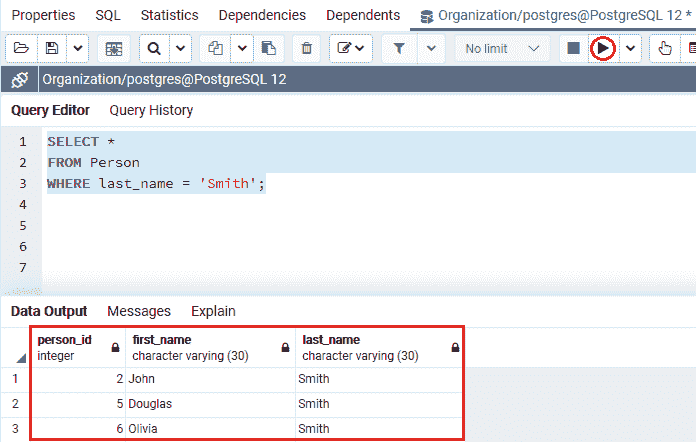 Properties SQL Statistics Dependencies Dependents Organization/postgres@PostgreSQL 12 *
No limit
Organization/postgres@PostgreSQL 12
Query Editor Query History
1 SELECT *
2 FROM Person
3 WHERE last_name = 'Smith';
4
5
6
7
Data Output Messages Explain
person_id first_name last_name
integer character varying (30) character varying (30)
1 2 John Smith
2 5 Douglas Smith
3 6 Olivia Smith